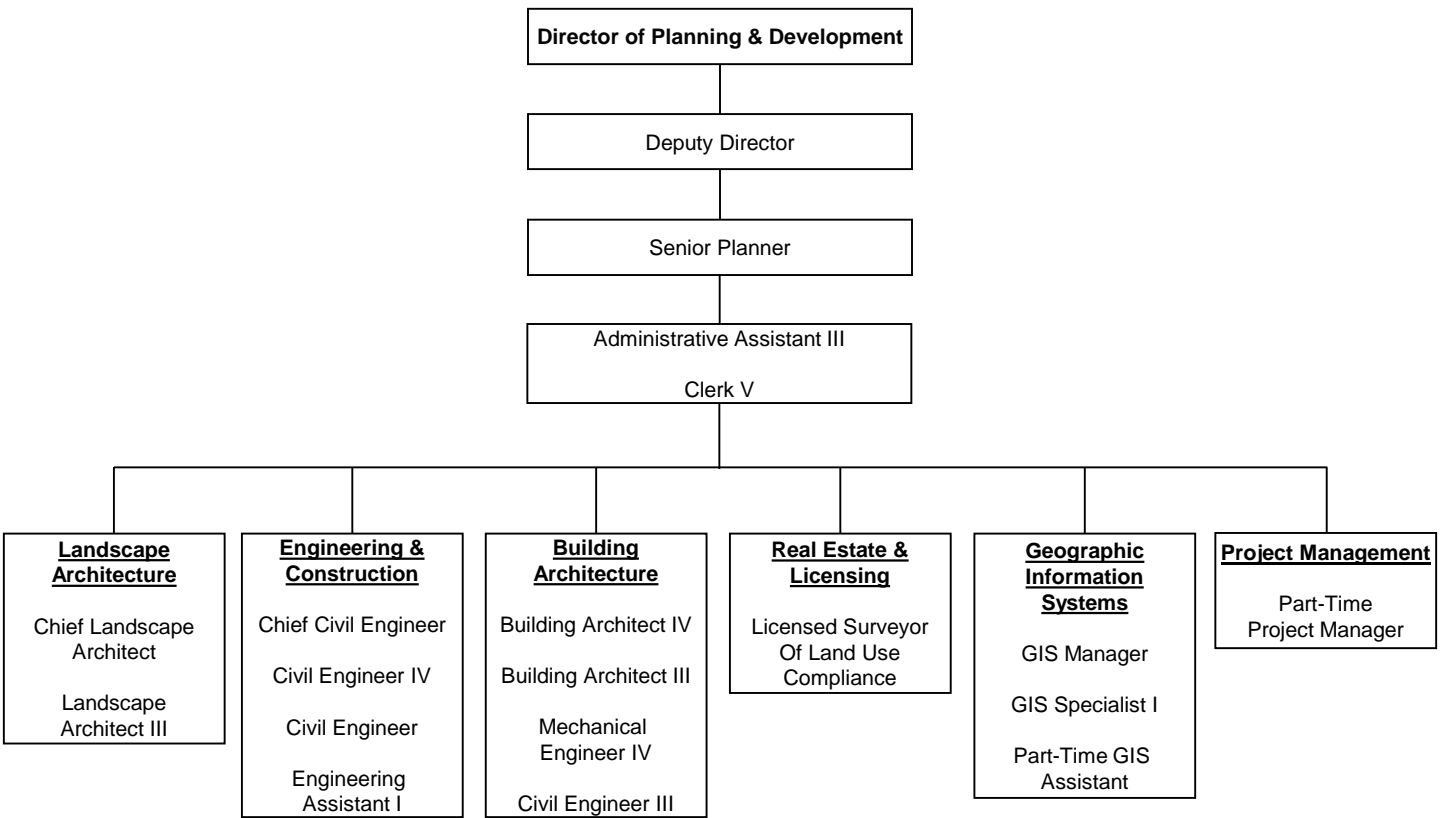 Director of Planning & Development
Deputy Director
Senior Planner
Administrative Assistant III
Clerk V
Landscape
Architecture
Chief Landscape
Architect
Landscape
Architect III
Engineering &
Construction
Chief Civil Engineer
Civil Engineer IV
Civil Engineer
Engineering
Assistant I
Building
Architecture
Building Architect IV
Building Architect III
Mechanical
Engineer IV
Civil Engineer III
Real Estate &
Licensing
Licensed Surveyor
Of Land Use
Compliance
Geographic
Information
Systems
GIS Manager
GIS Specialist I
Part-Time GIS
Assistant
Project Management
Part-Time
Project Manager